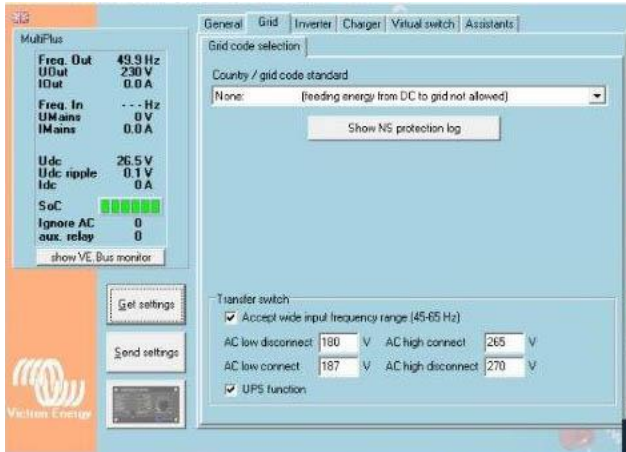 General Grid Inverter Charger Virtual switch Assistants
MultiPlus
Freq. Out 49.9 Hz
UOut 230 V
IOut 0.0 A
Freq. In - - - Hz
UMains 0 V
IMains 0.0 A
Udc 26.5 V
Udc ripple 0.1 V
Idc 0 A
SoC
Ignore AC 0
aux. relay 0
show VE.Bus monitor
Get settings
Send settings
Victron Energy
Grid code selection
Country / grid code standard
None: (feeding energy from DC to grid not allowed)
Show NS protection log
Transfer switch
Accept wide input frequency range (45-65 Hz)
AC low disconnect 180 V AC high connect 265 V
AC low connect 187 V AC high disconnect 270 V
UPS function